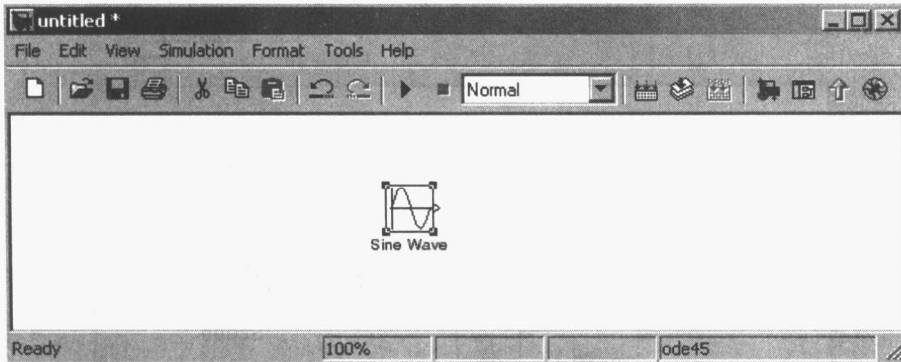 untitled *
File Edit View Simulation Format Tools Help
Normal
Sine Wave
Ready 100% ode45